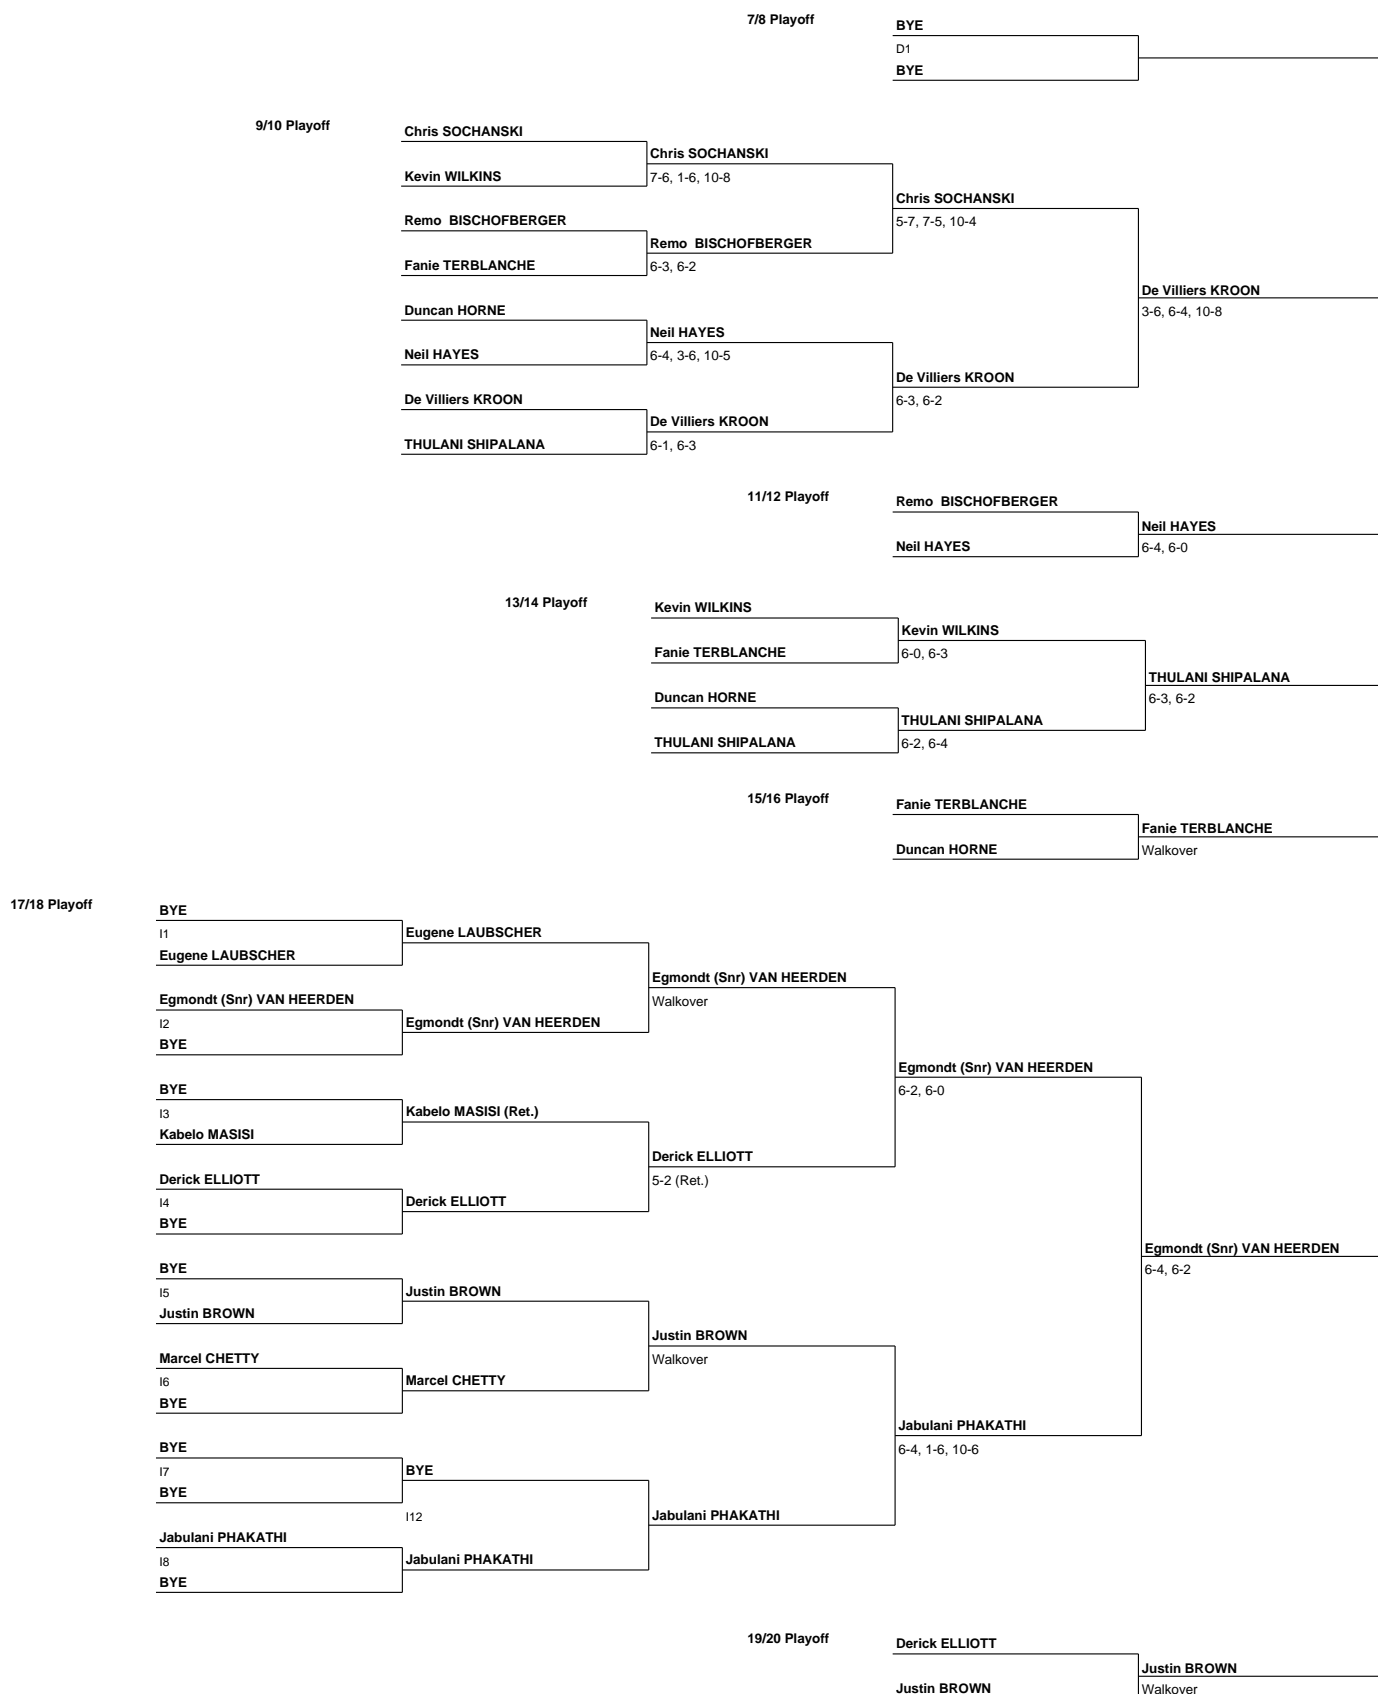 7/8 Playoff
BYE
D1
BYE
9/10 Playoff
Chris SOCHANSKI
Chris SOCHANSKI
Kevin WILKINS
7-6, 1-6, 10-8
Chris SOCHANSKI
Remo  BISCHOFBERGER
5-7, 7-5, 10-4
Remo  BISCHOFBERGER
Fanie TERBLANCHE
6-3, 6-2
De Villiers KROON
Duncan HORNE
3-6, 6-4, 10-8
Neil HAYES
Neil HAYES
6-4, 3-6, 10-5
De Villiers KROON
De Villiers KROON
6-3, 6-2
De Villiers KROON
THULANI SHIPALANA
6-1, 6-3
11/12 Playoff
Remo  BISCHOFBERGER
Neil HAYES
Neil HAYES
6-4, 6-0
13/14 Playoff
Kevin WILKINS
Kevin WILKINS
Fanie TERBLANCHE
6-0, 6-3
THULANI SHIPALANA
Duncan HORNE
6-3, 6-2
THULANI SHIPALANA
THULANI SHIPALANA
6-2, 6-4
15/16 Playoff
Fanie TERBLANCHE
Fanie TERBLANCHE
Duncan HORNE
Walkover
17/18 Playoff
BYE
I1
Eugene LAUBSCHER
Eugene LAUBSCHER
Egmondt (Snr) VAN HEERDEN
Egmondt (Snr) VAN HEERDEN
Walkover
I2
Egmondt (Snr) VAN HEERDEN
BYE
Egmondt (Snr) VAN HEERDEN
BYE
6-2, 6-0
I3
Kabelo MASISI (Ret.)
Kabelo MASISI
Derick ELLIOTT
Derick ELLIOTT
5-2 (Ret.)
I4
Derick ELLIOTT
BYE
Egmondt (Snr) VAN HEERDEN
BYE
6-4, 6-2
I5
Justin BROWN
Justin BROWN
Justin BROWN
Marcel CHETTY
Walkover
I6
Marcel CHETTY
BYE
Jabulani PHAKATHI
BYE
6-4, 1-6, 10-6
I7
BYE
BYE
I12
Jabulani PHAKATHI
Jabulani PHAKATHI
I8
Jabulani PHAKATHI
BYE
19/20 Playoff
Derick ELLIOTT
Justin BROWN
Justin BROWN
Walkover